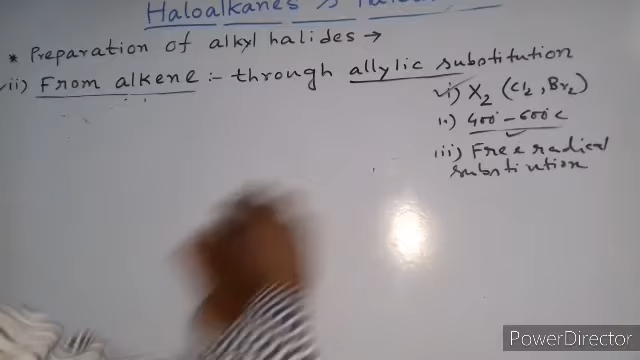 Haloalkanes
* Preparation of alkyl halides →
ii) From alkene :- through allylic substitution
i) X2 (Cl2, Br2)
ii) 400° - 600°C
iii) Free radical
substitution
PowerDirector